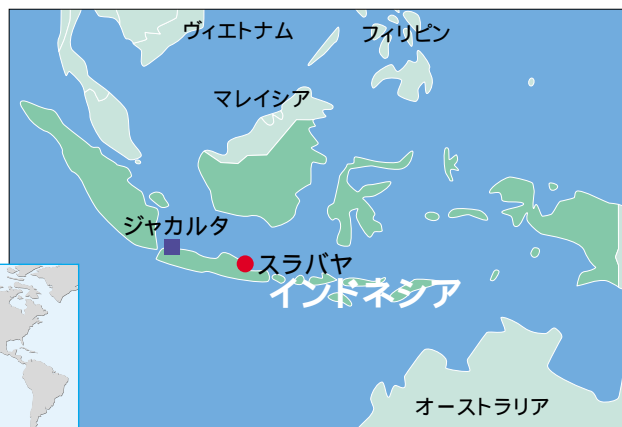 ヴィエトナム
フィリピン
マレイシア
ジャカルタ
スラバヤ
インドネシア
オーストラリア